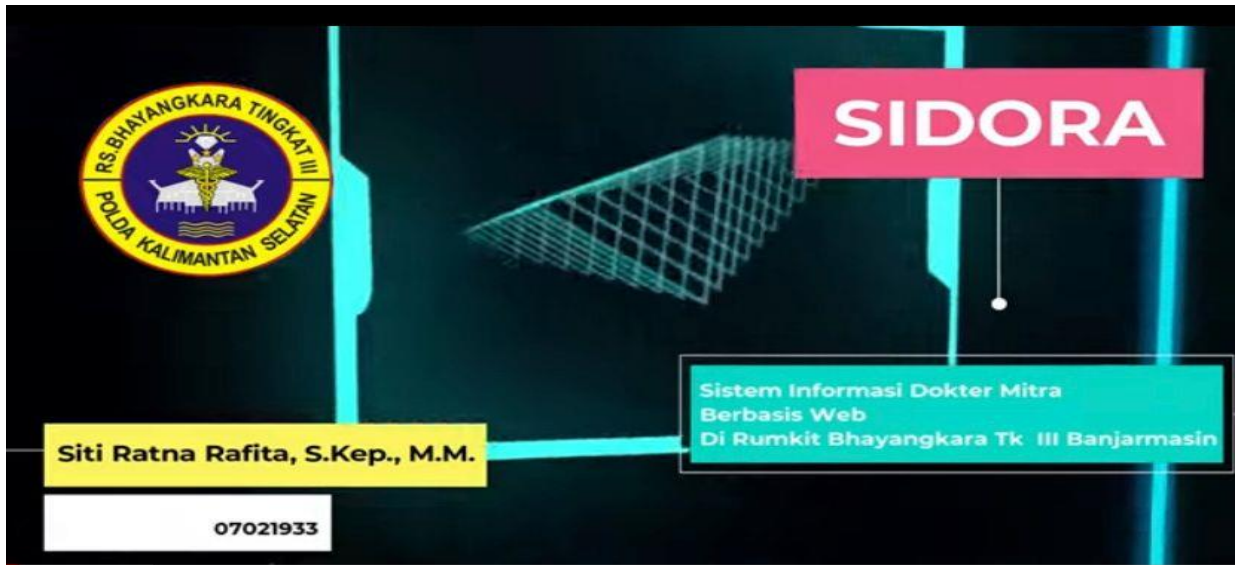 RS.BHAYANGKARA TINGKAT III
POLDA KALIMANTAN SELATAN
SIDORA
Sistem Informasi Dokter Mitra
Berbasis Web
Di Rumkit Bhayangkara Tk III Banjarmasin
Siti Ratna Rafita, S.Kep., M.M.
07021933